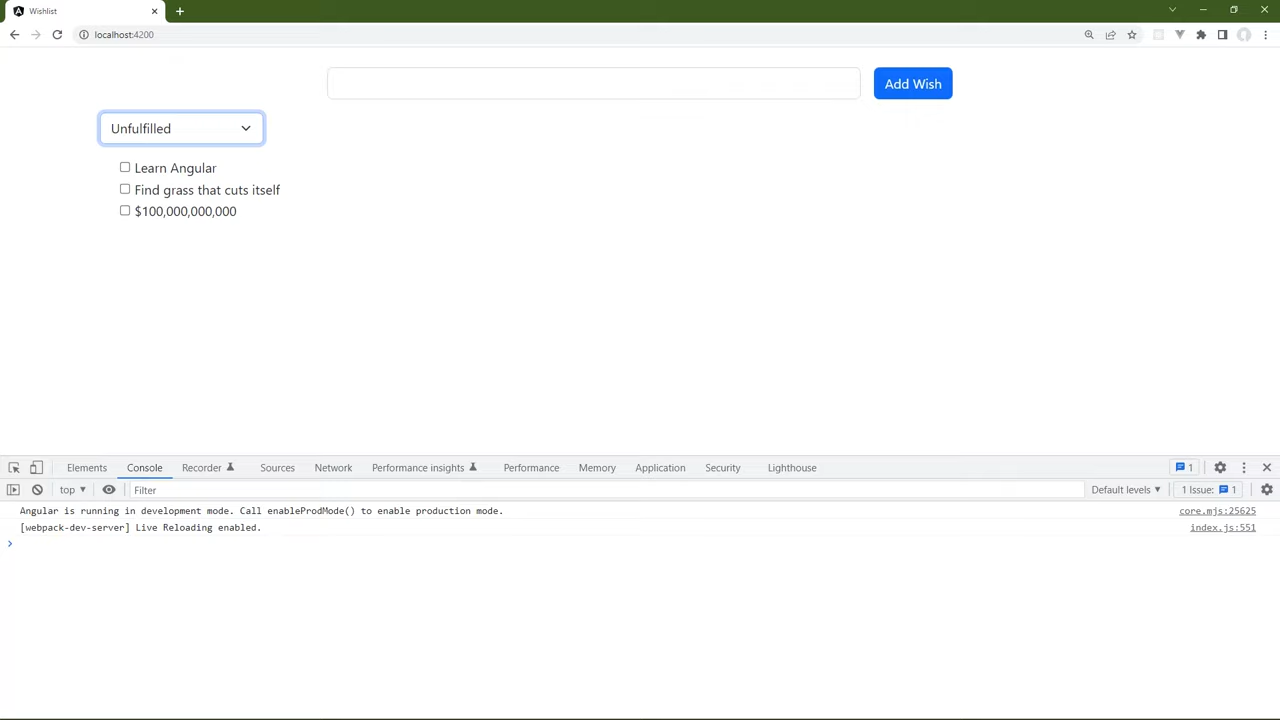 Wishlist
localhost:4200
Add Wish
Unfulfilled
Learn Angular
Find grass that cuts itself
$100,000,000,000
Elements Console Recorder Sources Network Performance insights Performance Memory Application Security Lighthouse 1
top Filter Default levels 1 Issue: 1
Angular is running in development mode. Call enableProdMode() to enable production mode. core.mjs:25625
[webpack-dev-server] Live Reloading enabled. index.js:551